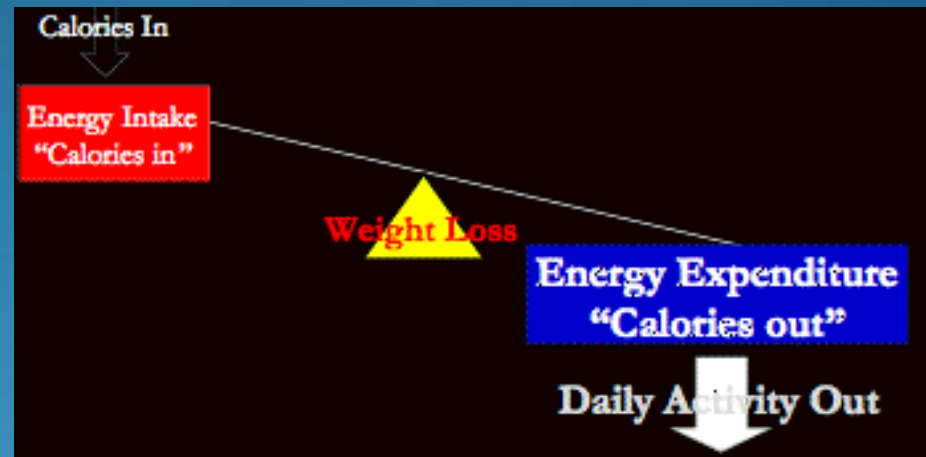 Calories In
Energy Intake
“Calories in”
Weight Loss
Energy Expenditure
“Calories out”
Daily Activity Out